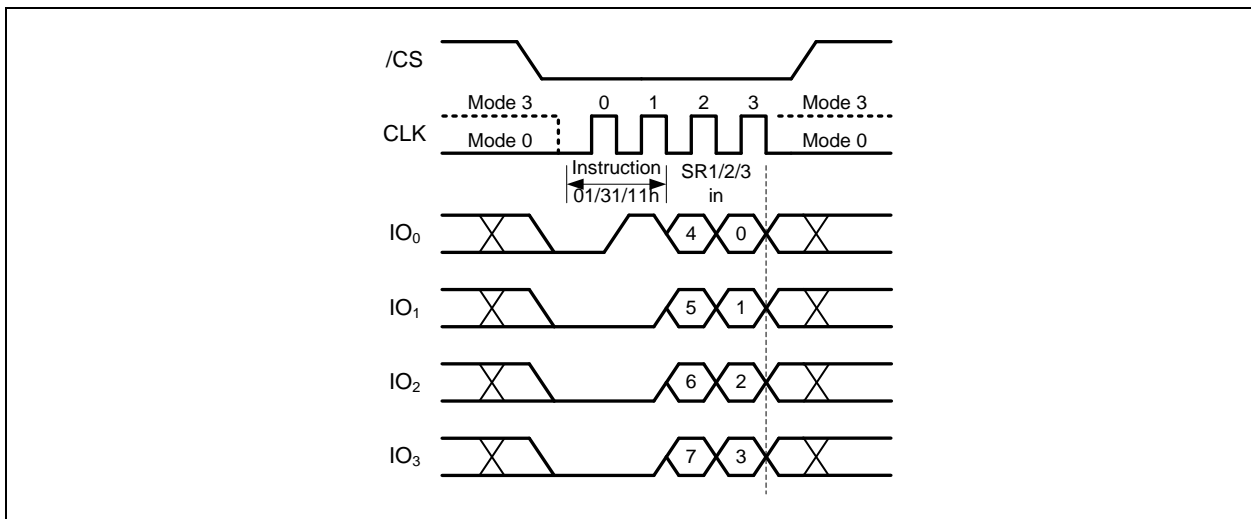 /CS
Mode 3 0 1 2 3 Mode 3
CLK
Mode 0 Mode 0
Instruction SR1/2/3
01/31/11h in
IO₀ 4 0
IO₁ 5 1
IO₂ 6 2
IO₃ 7 3